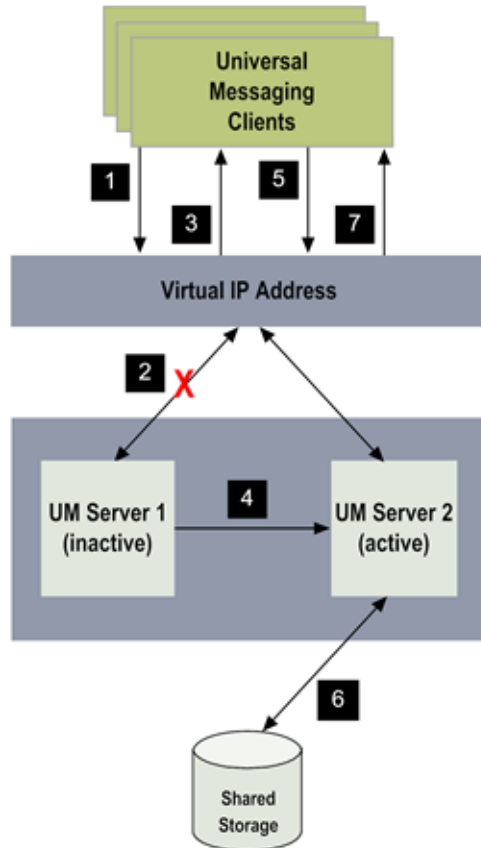 Universal
Messaging
Clients
1
3
5
7
Virtual IP Address
2
X
UM Server 1
(inactive)
4
UM Server 2
(active)
6
Shared
Storage